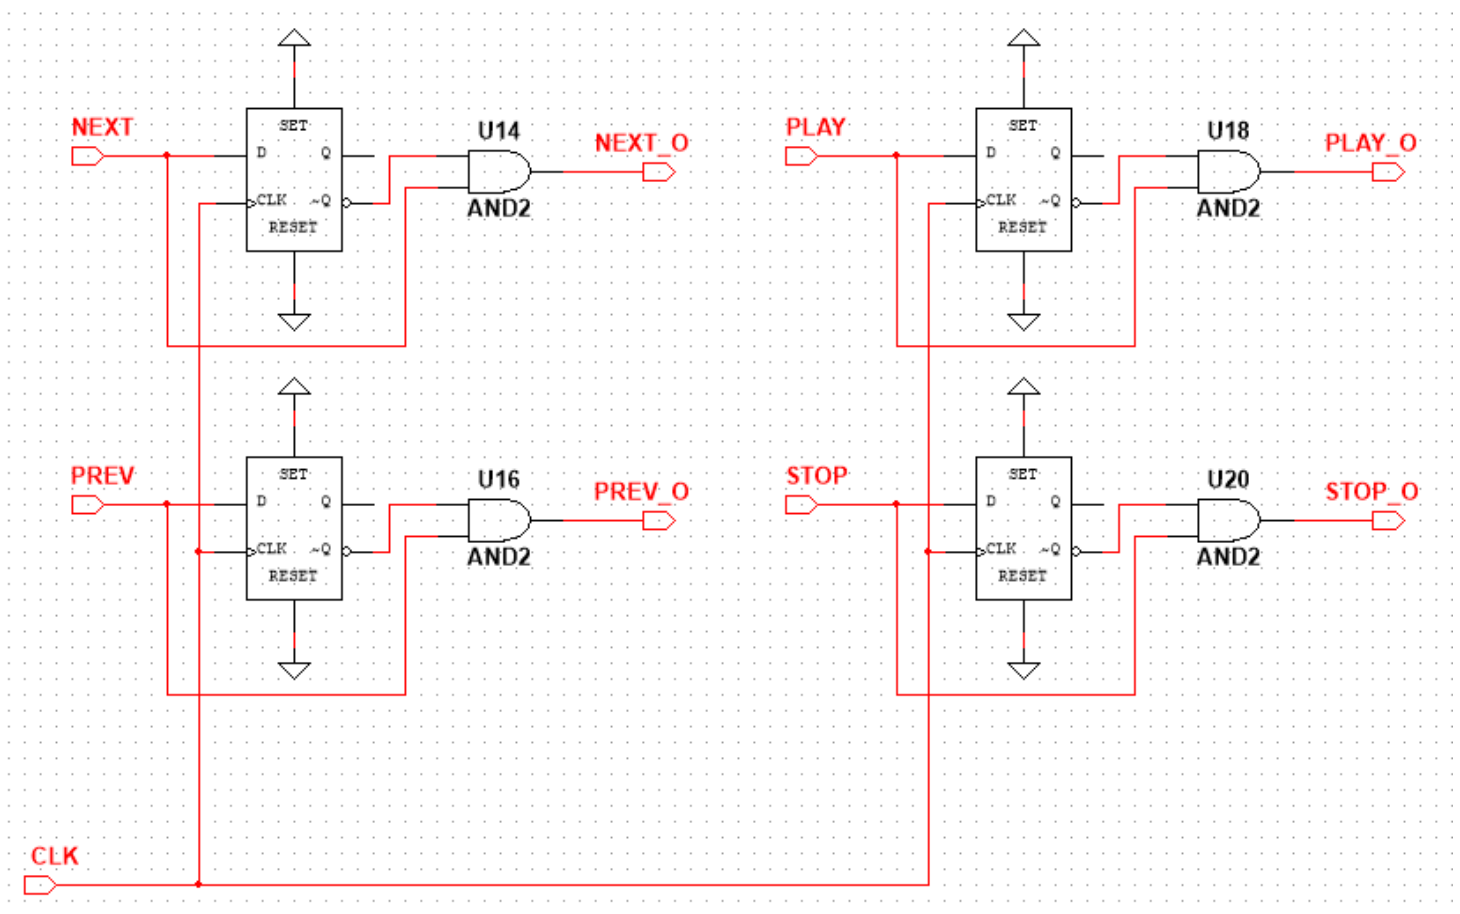 NEXT
SET
D Q
CLK ~Q
RESET
U14
AND2
NEXT_O
PLAY
SET
D Q
CLK ~Q
RESET
U18
AND2
PLAY_O
PREV
SET
D Q
CLK ~Q
RESET
U16
AND2
PREV_O
STOP
SET
D Q
CLK ~Q
RESET
U20
AND2
STOP_O
CLK